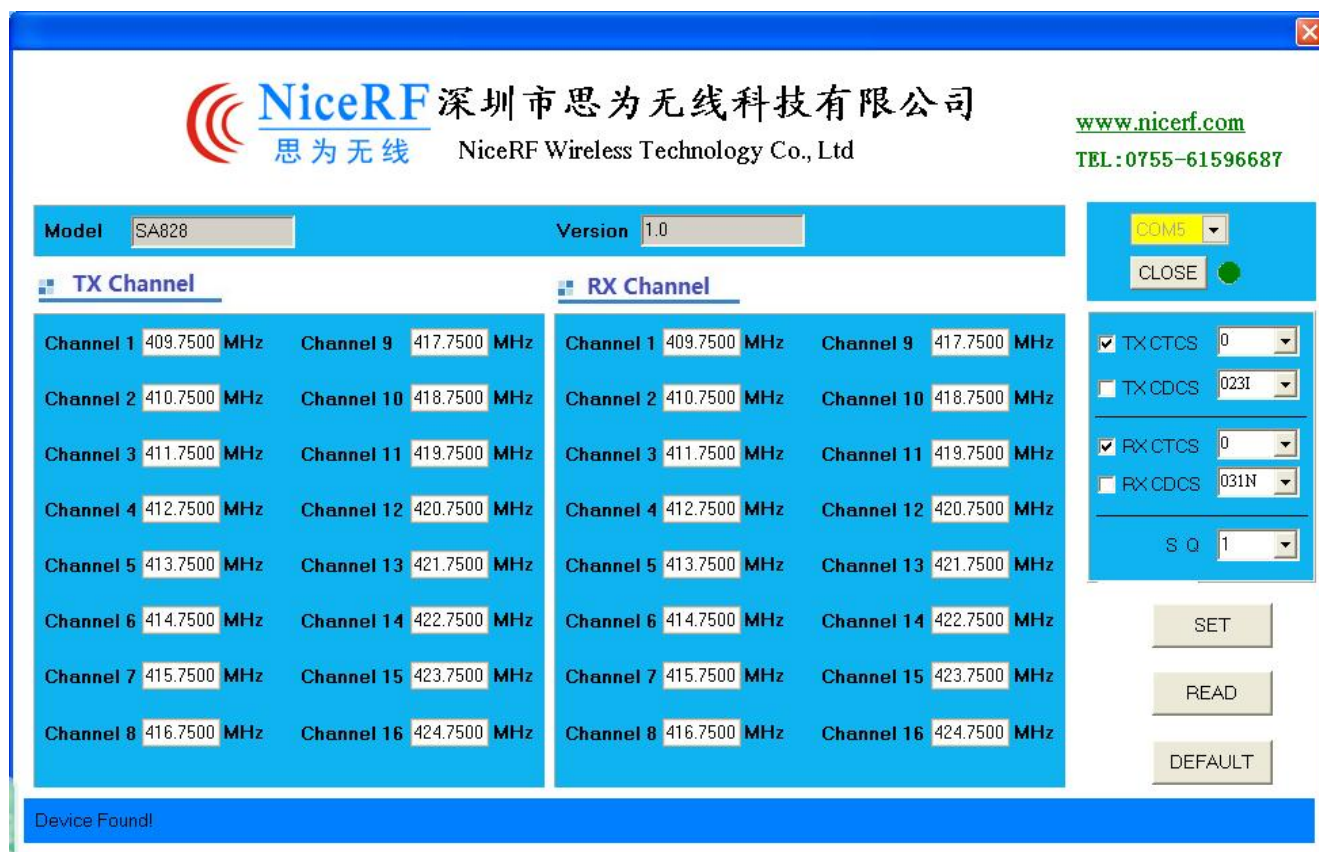 NiceRF 深圳市思为无线科技有限公司
思为无线 NiceRF Wireless Technology Co., Ltd
www.nicerf.com
TEL:0755-61596687
Model SA828 Version 1.0
COM5
CLOSE
TX Channel RX Channel
Channel 1 409.7500 MHz Channel 9 417.7500 MHz Channel 1 409.7500 MHz Channel 9 417.7500 MHz
Channel 2 410.7500 MHz Channel 10 418.7500 MHz Channel 2 410.7500 MHz Channel 10 418.7500 MHz
Channel 3 411.7500 MHz Channel 11 419.7500 MHz Channel 3 411.7500 MHz Channel 11 419.7500 MHz
Channel 4 412.7500 MHz Channel 12 420.7500 MHz Channel 4 412.7500 MHz Channel 12 420.7500 MHz
Channel 5 413.7500 MHz Channel 13 421.7500 MHz Channel 5 413.7500 MHz Channel 13 421.7500 MHz
Channel 6 414.7500 MHz Channel 14 422.7500 MHz Channel 6 414.7500 MHz Channel 14 422.7500 MHz
Channel 7 415.7500 MHz Channel 15 423.7500 MHz Channel 7 415.7500 MHz Channel 15 423.7500 MHz
Channel 8 416.7500 MHz Channel 16 424.7500 MHz Channel 8 416.7500 MHz Channel 16 424.7500 MHz
TX CTCS 0
TX CDCS 023I
RX CTCS 0
RX CDCS 031N
S Q 1
SET
READ
DEFAULT
Device Found!